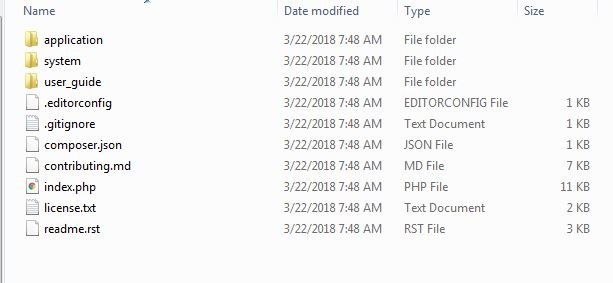 Name Date modified Type Size
application 3/22/2018 7:48 AM File folder
system 3/22/2018 7:48 AM File folder
user_guide 3/22/2018 7:48 AM File folder
.editorconfig 3/22/2018 7:48 AM EDITORCONFIG File 1 KB
.gitignore 3/22/2018 7:48 AM Text Document 1 KB
composer.json 3/22/2018 7:48 AM JSON File 1 KB
contributing.md 3/22/2018 7:48 AM MD File 7 KB
index.php 3/22/2018 7:48 AM PHP File 11 KB
license.txt 3/22/2018 7:48 AM Text Document 2 KB
readme.rst 3/22/2018 7:48 AM RST File 3 KB